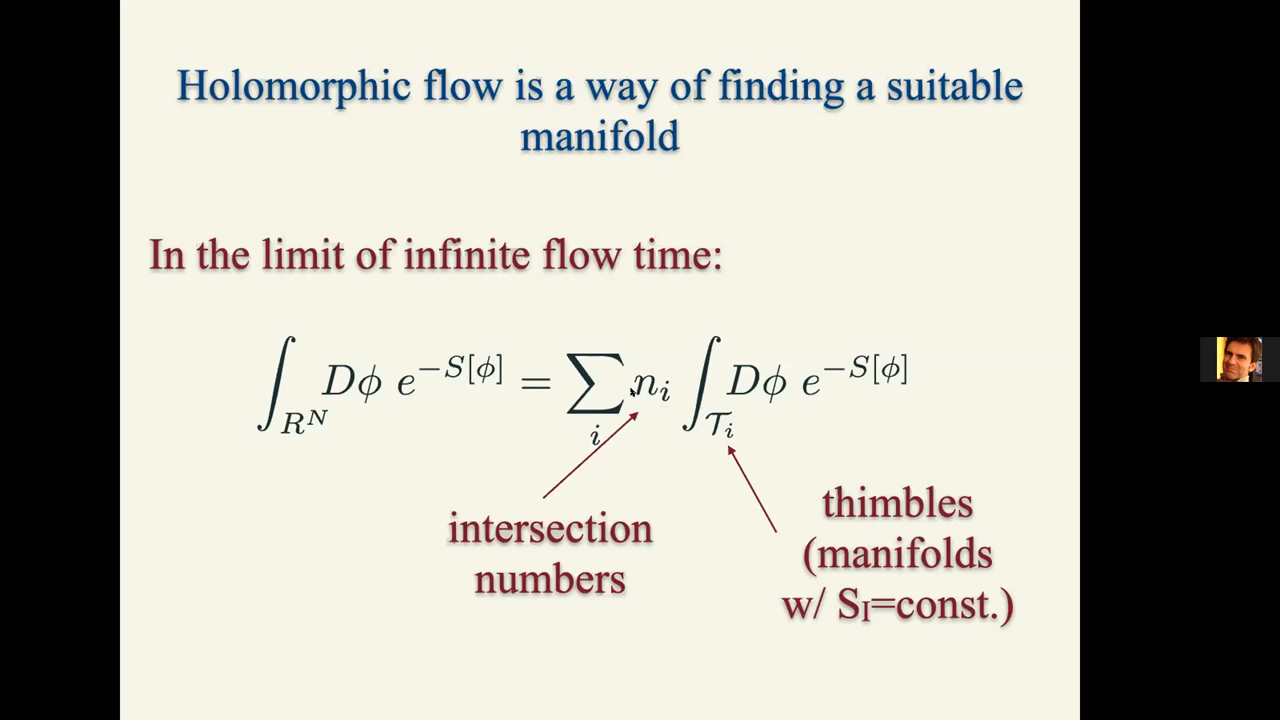 Holomorphic flow is a way of finding a suitable
manifold
In the limit of infinite flow time:
∫_{R^N} Dϕ e^{−S[ϕ]} = ∑_i n_i ∫_{𝒯_i} Dϕ e^{−S[ϕ]}
intersection
numbers
thimbles
(manifolds
w/ S_I=const.)